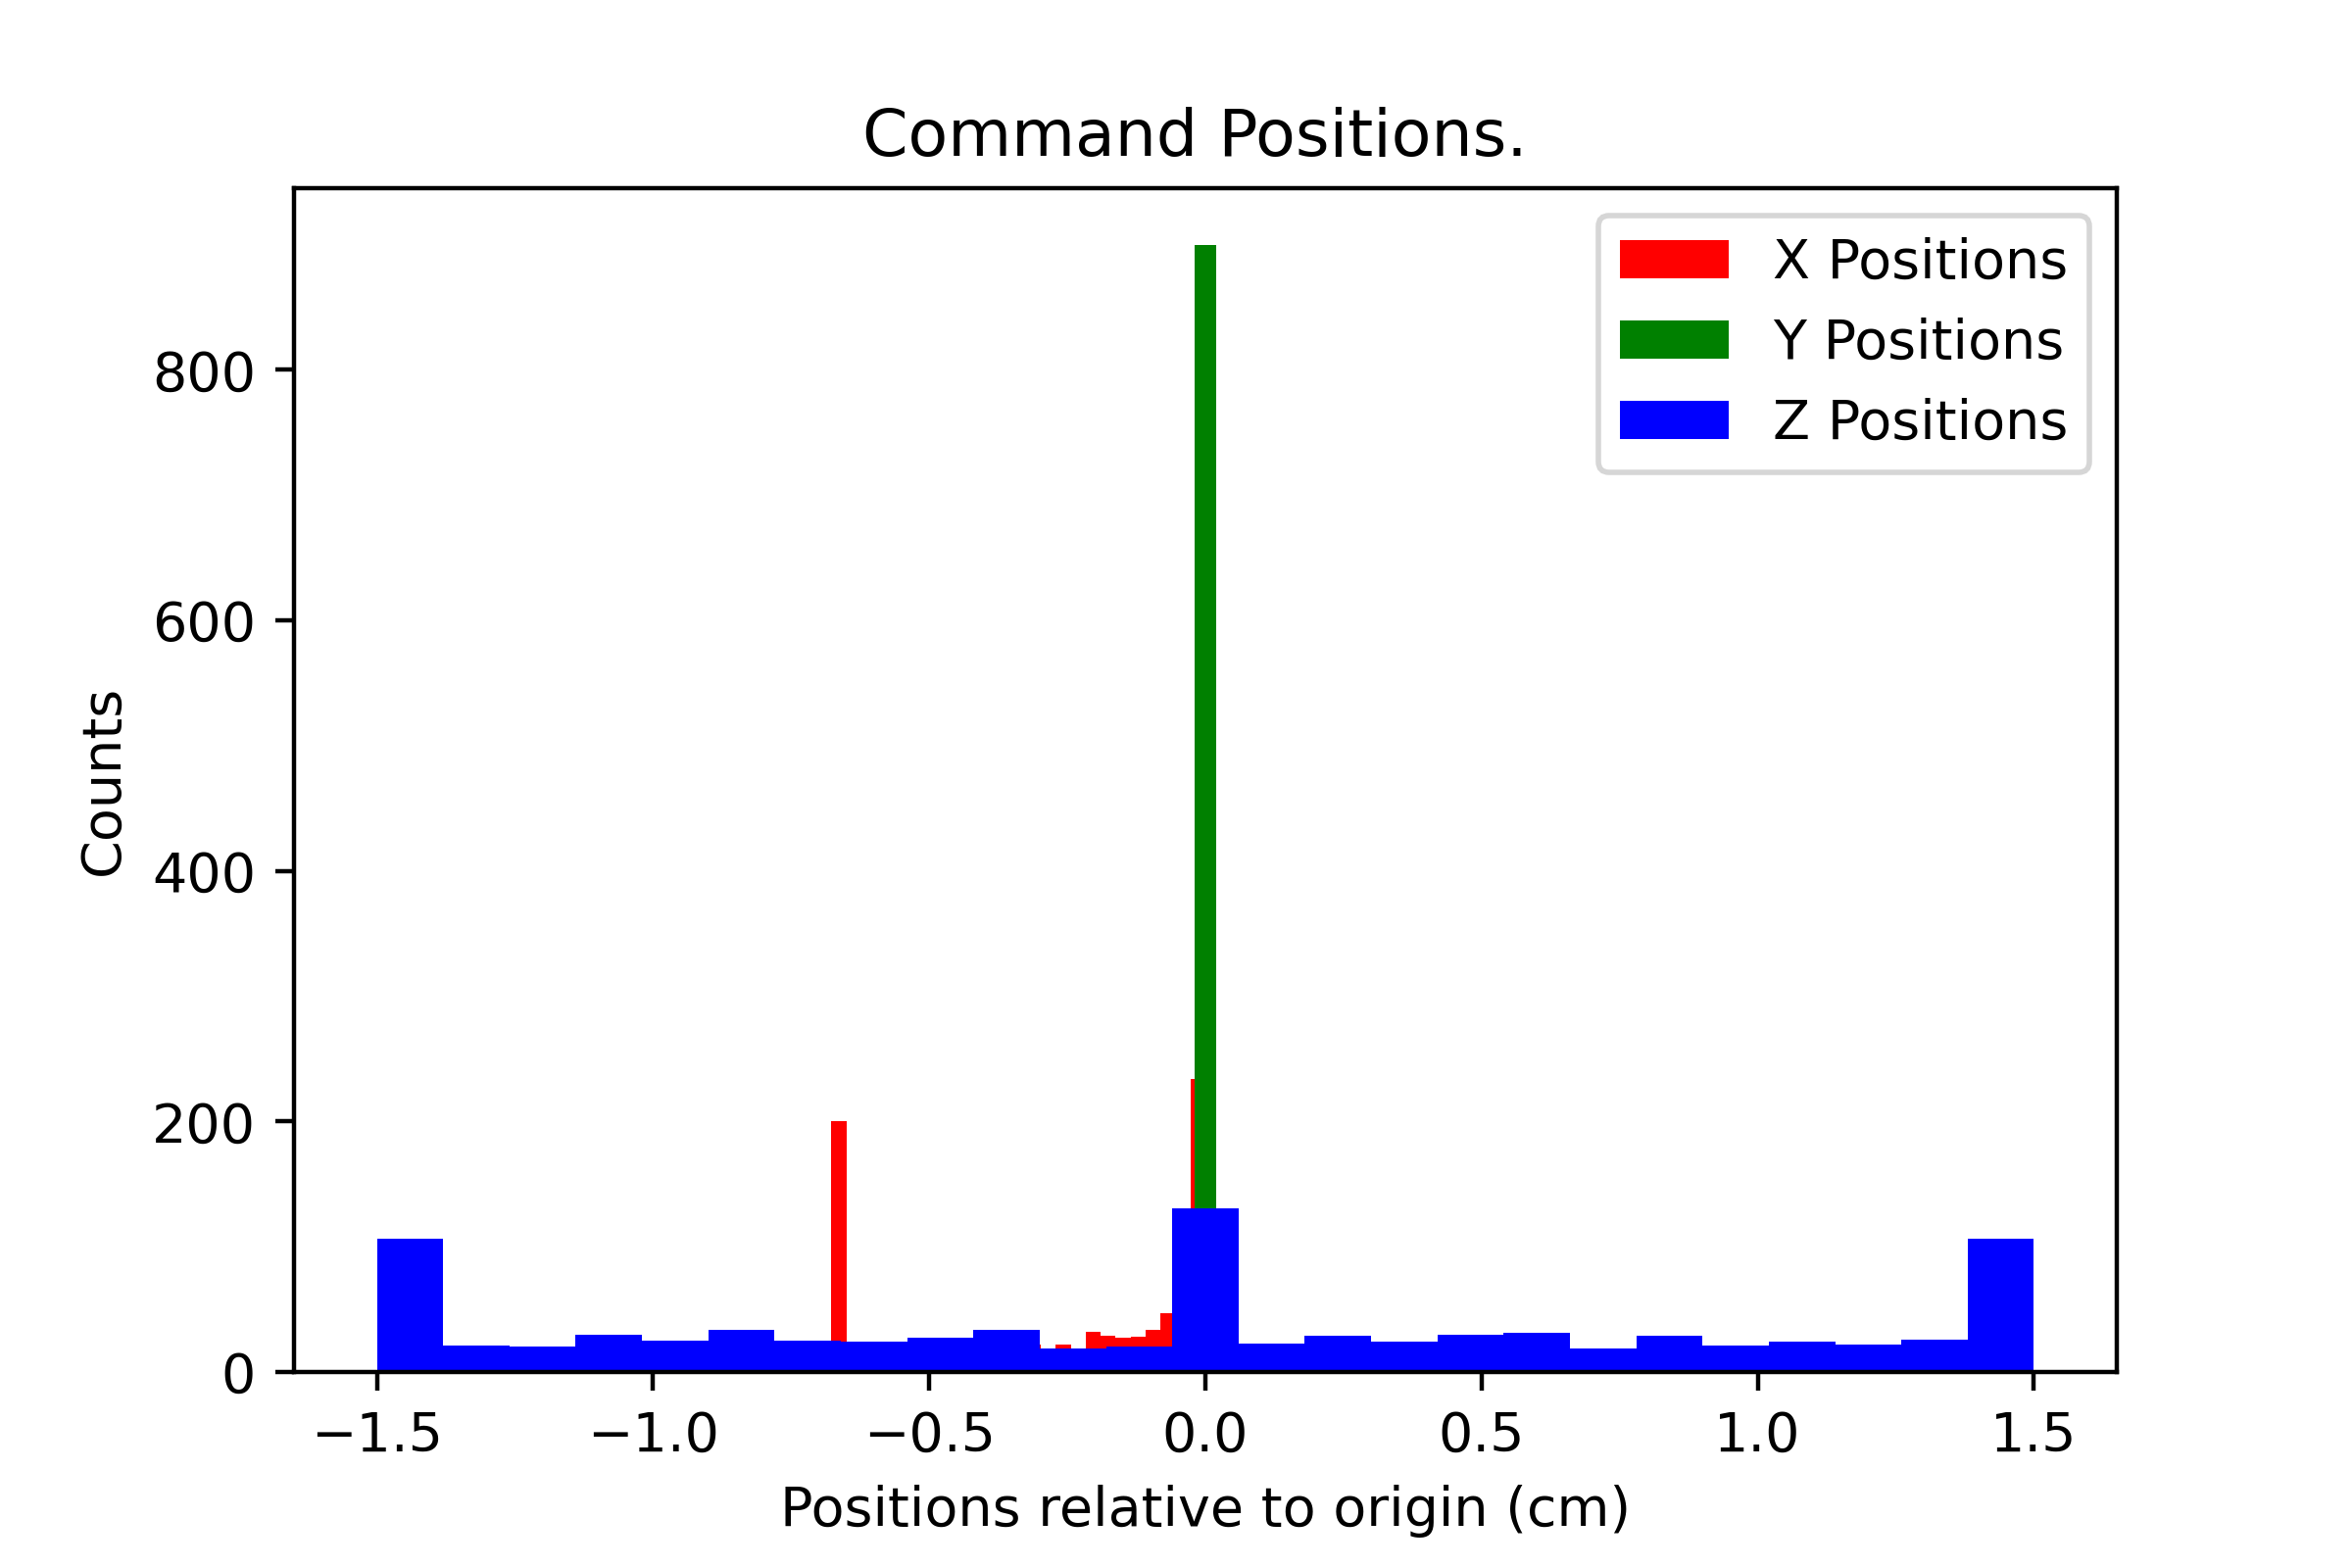 Command Positions.
X Positions
Y Positions
Z Positions
Counts
800
600
400
200
0
−1.5 −1.0 −0.5 0.0 0.5 1.0 1.5
Positions relative to origin (cm)